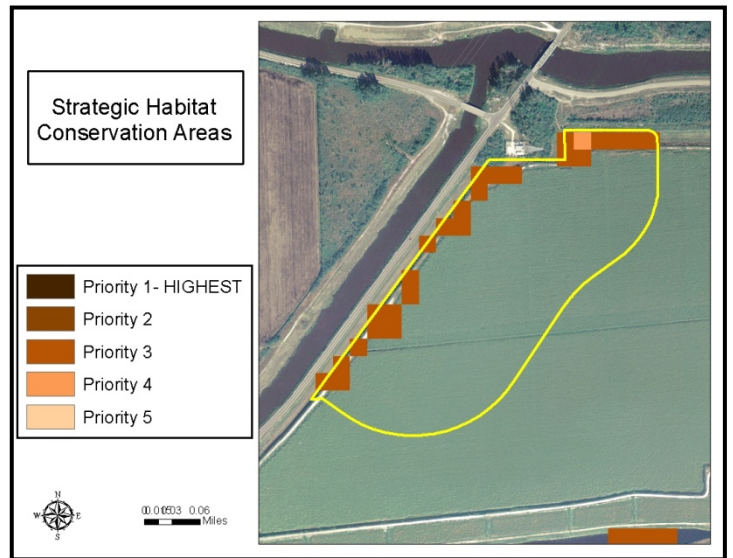 Strategic Habitat
Conservation Areas
Priority 1- HIGHEST
Priority 2
Priority 3
Priority 4
Priority 5
N
W
E
S
0.06
Miles